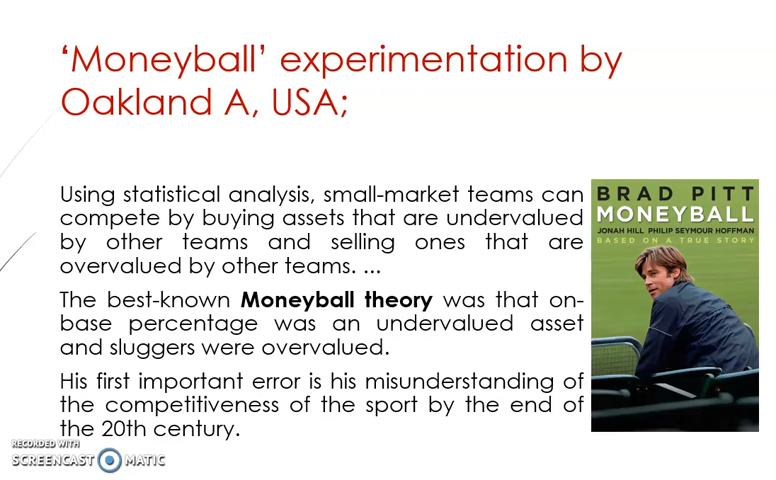 ‘Moneyball’ experimentation by
Oakland A, USA;
Using statistical analysis, small-market teams can
compete by buying assets that are undervalued
by other teams and selling ones that are
overvalued by other teams. ...
The best-known Moneyball theory was that on-
base percentage was an undervalued asset
and sluggers were overvalued.
His first important error is his misunderstanding of
the competitiveness of the sport by the end of
the 20th century.
BRAD PITT
MONEYBALL
JONAH HILL PHILIP SEYMOUR HOFFMAN
BASED ON A TRUE STORY
RECORDED WITH
SCREENCAST MATIC